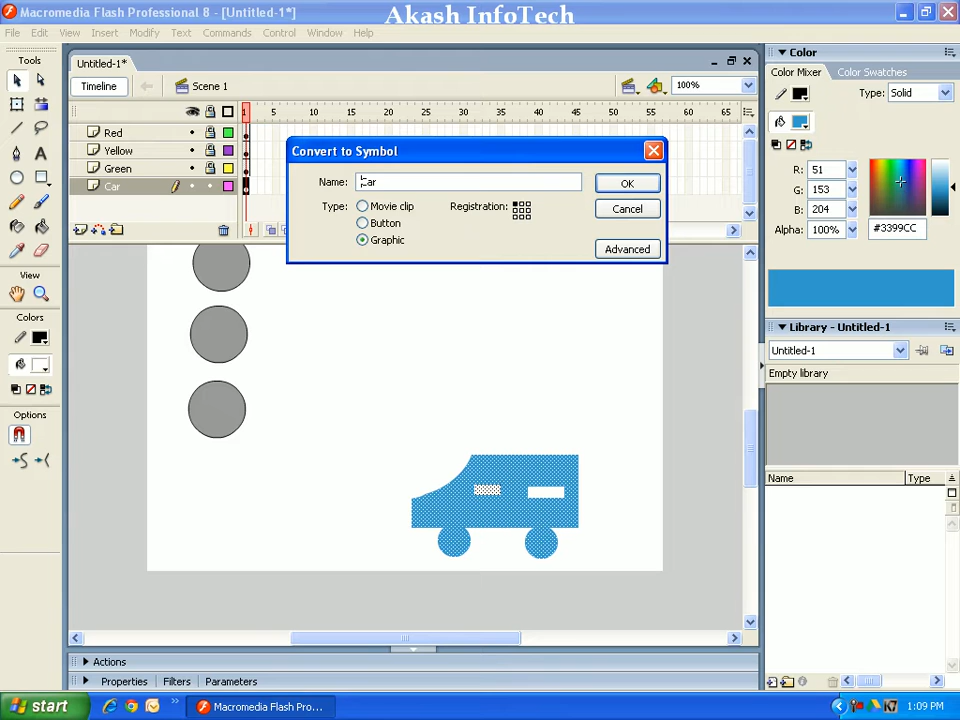 Macromedia Flash Professional 8 - [Untitled-1*]
Akash InfoTech
File Edit View Insert Modify Text Commands Control Window Help
Tools
View
Colors
Options
Untitled-1*
Timeline
Scene 1
100%
1 5 10 15 20 25 30 35 40 45 50 55 60 65
Red
Yellow
Green
Car
Convert to Symbol
Name: Car
OK
Type: Movie clip
Registration:
Button
Graphic
Cancel
Advanced
Color
Color Mixer Color Swatches
Type: Solid
R: 51
G: 153
B: 204
Alpha: 100% #3399CC
Library - Untitled-1
Untitled-1
Empty library
Name Type
Actions
Properties Filters Parameters
start
Macromedia Flash Pro...
1:09 PM